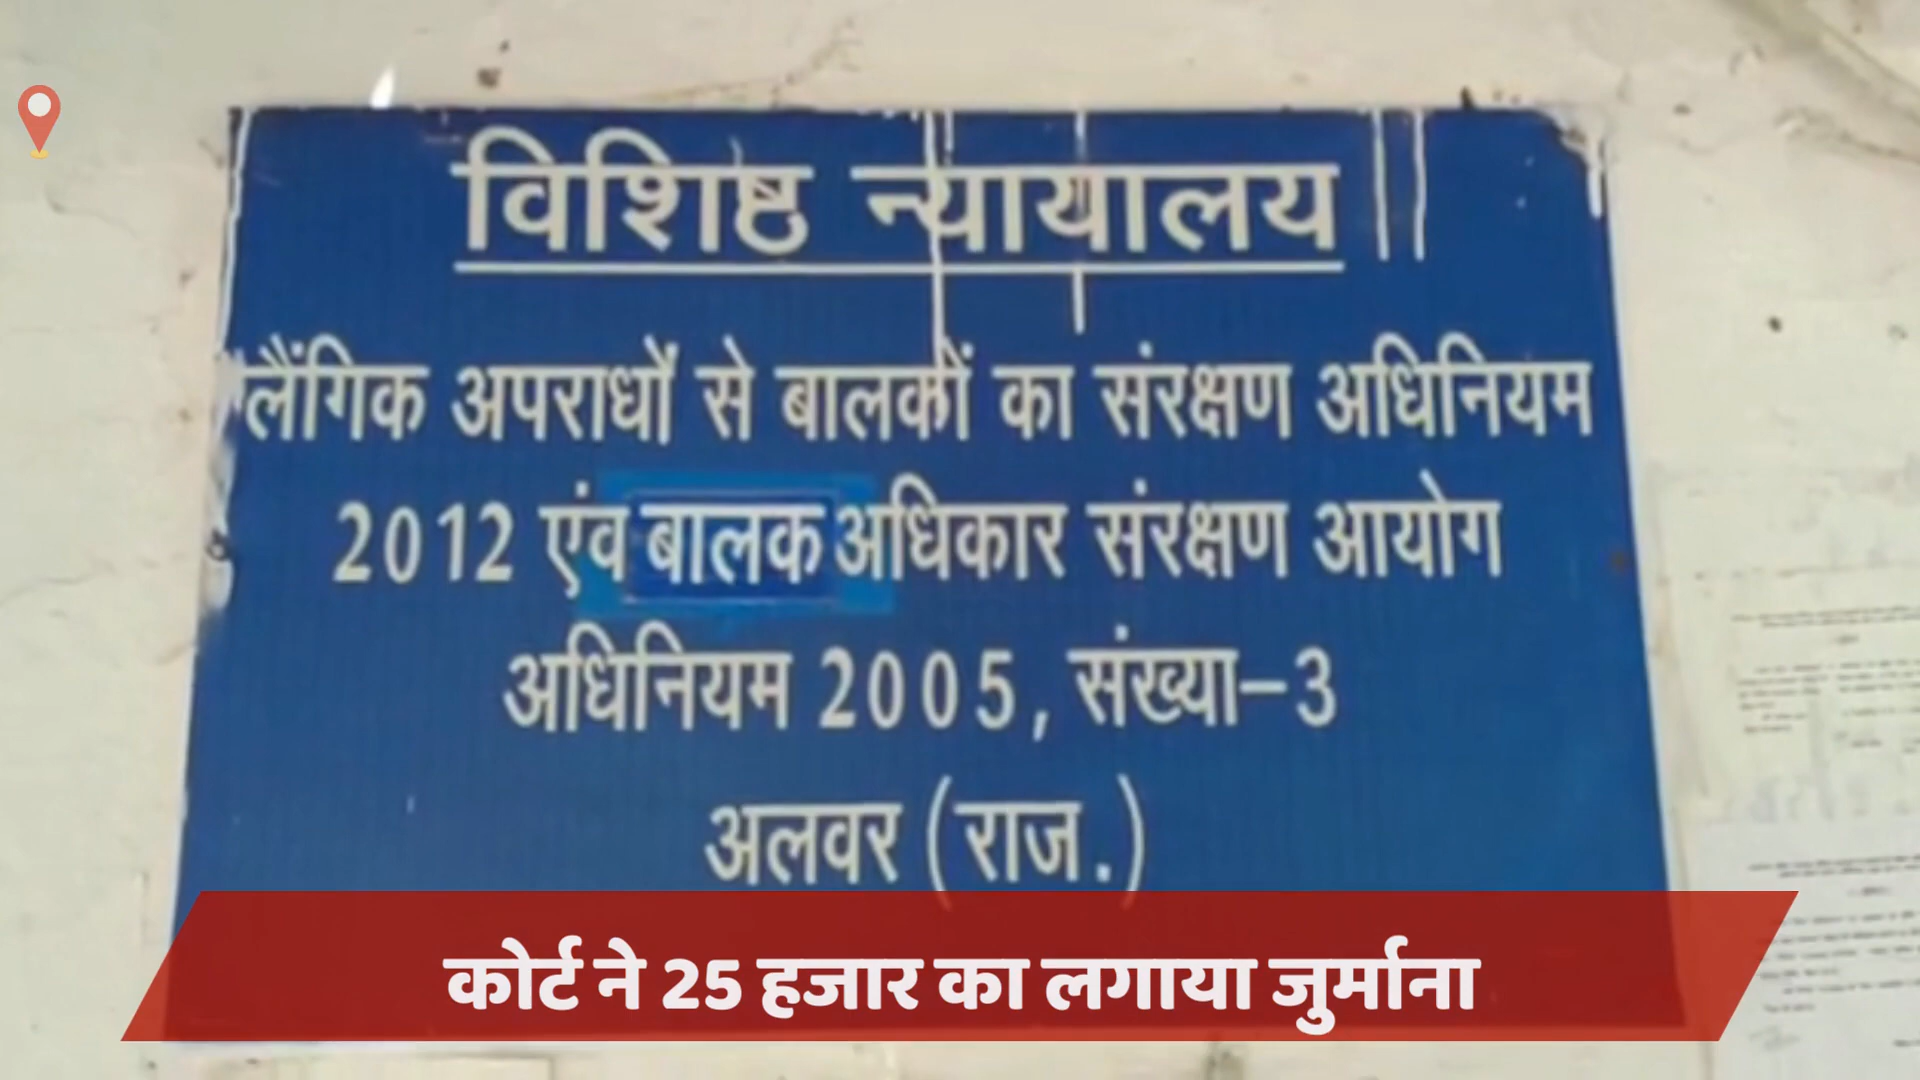 विशिष्ठ न्यायालय
लैंगिक अपराधों से बालकों का संरक्षण अधिनियम
2012 एंव बालक अधिकार संरक्षण आयोग
अधिनियम 2005, संख्या-3
अलवर (राज.)
कोर्ट ने 25 हजार का लगाया जुर्माना